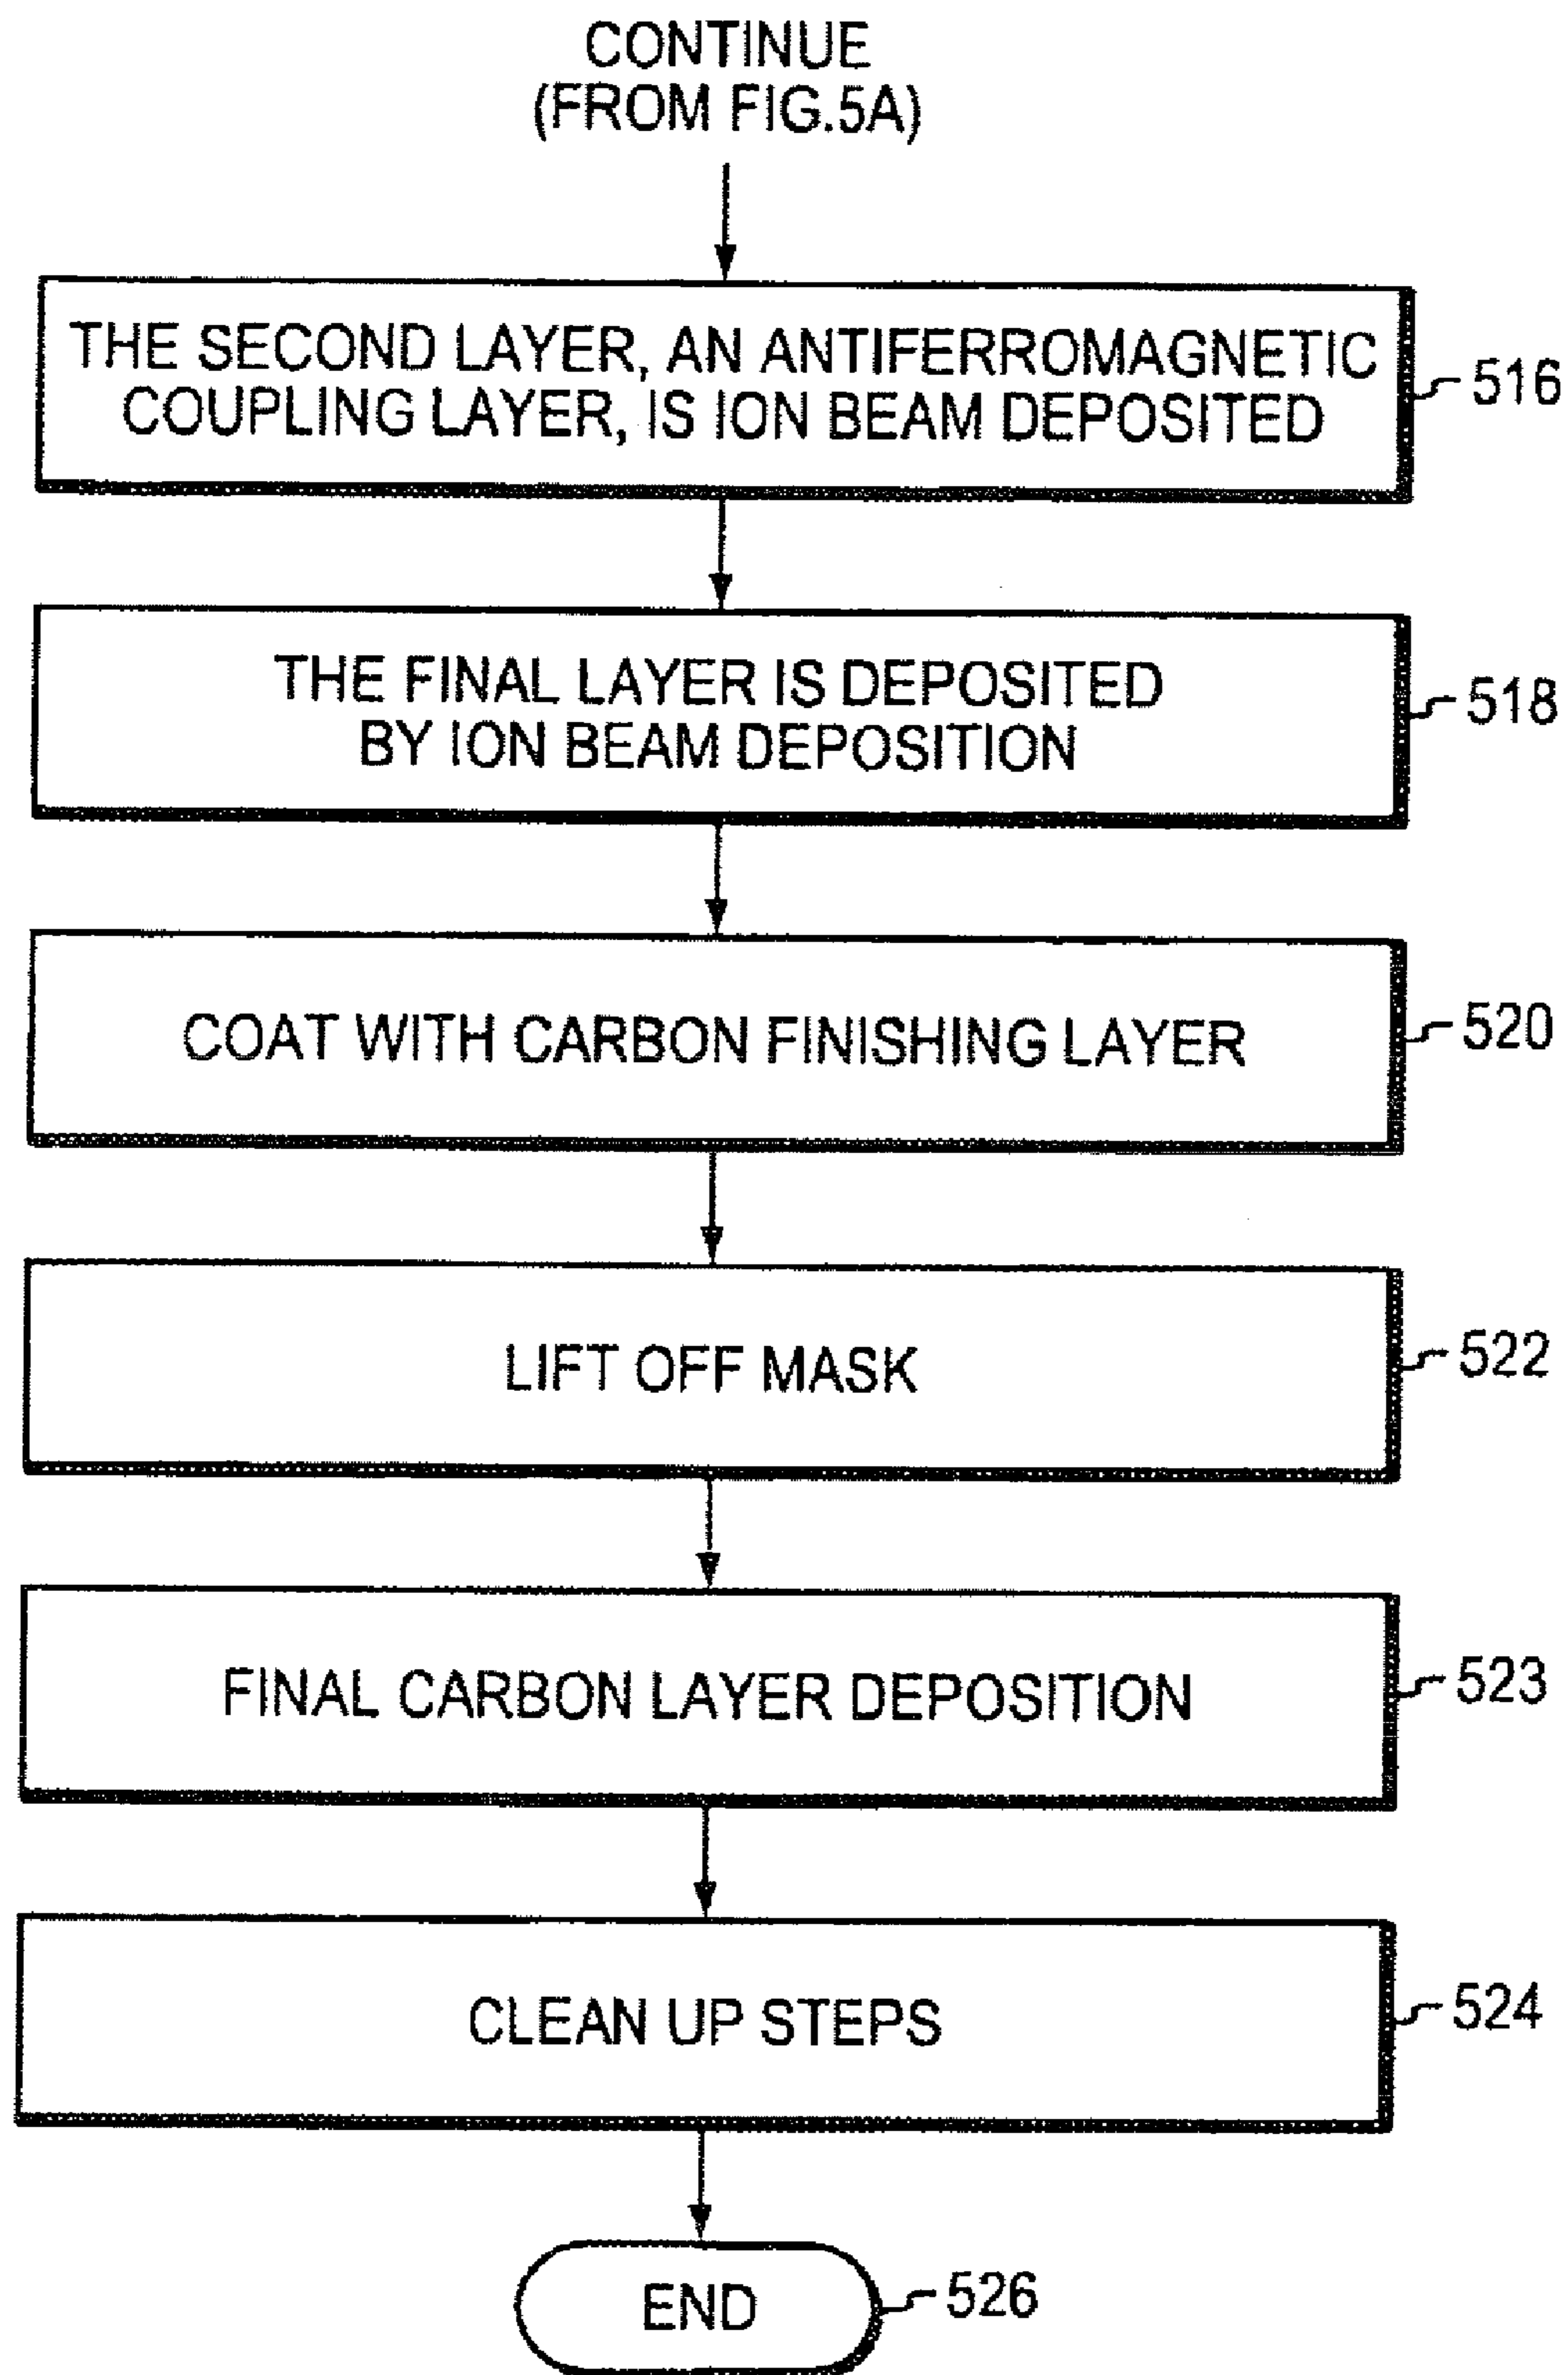 CONTINUE
(FROM FIG.5A)
THE SECOND LAYER, AN ANTIFERROMAGNETIC
COUPLING LAYER, IS ION BEAM DEPOSITED
516
THE FINAL LAYER IS DEPOSITED
BY ION BEAM DEPOSITION
518
COAT WITH CARBON FINISHING LAYER
520
LIFT OFF MASK
522
FINAL CARBON LAYER DEPOSITION
523
CLEAN UP STEPS
524
END
526